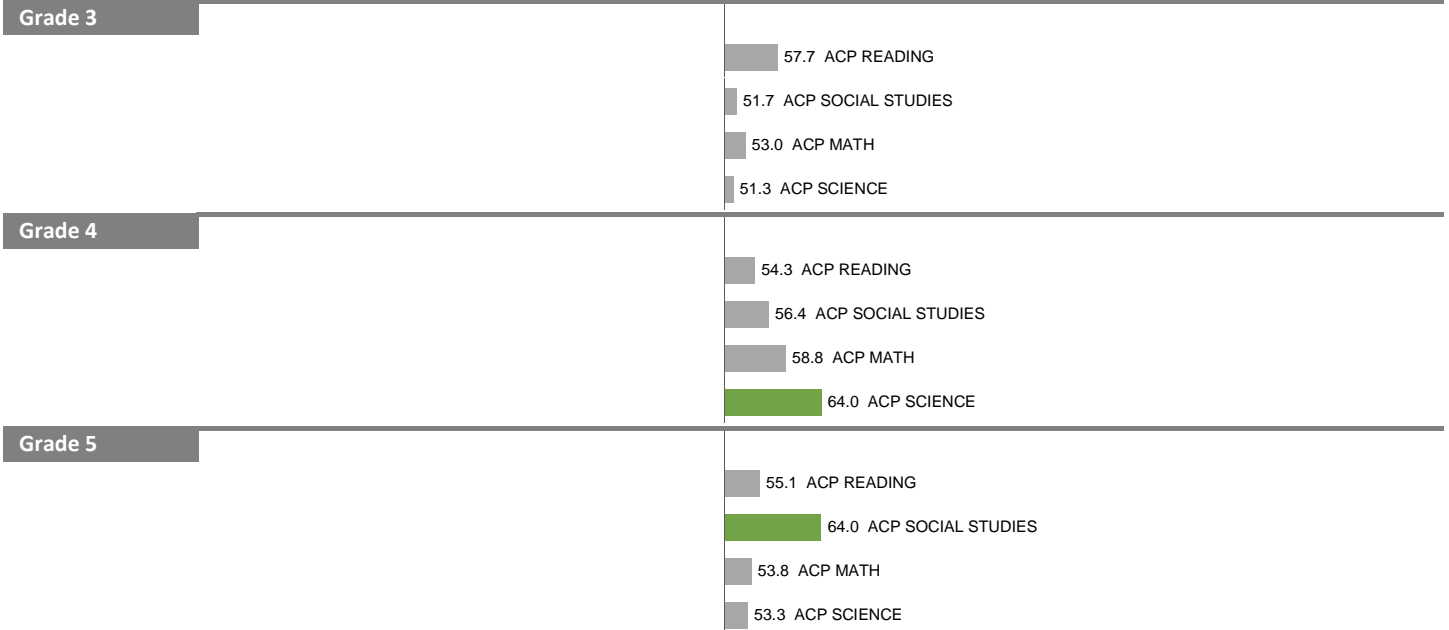 Grade 3
57.7 ACP READING
51.7 ACP SOCIAL STUDIES
53.0 ACP MATH
51.3 ACP SCIENCE
Grade 4
54.3 ACP READING
56.4 ACP SOCIAL STUDIES
58.8 ACP MATH
64.0 ACP SCIENCE
Grade 5
55.1 ACP READING
64.0 ACP SOCIAL STUDIES
53.8 ACP MATH
53.3 ACP SCIENCE